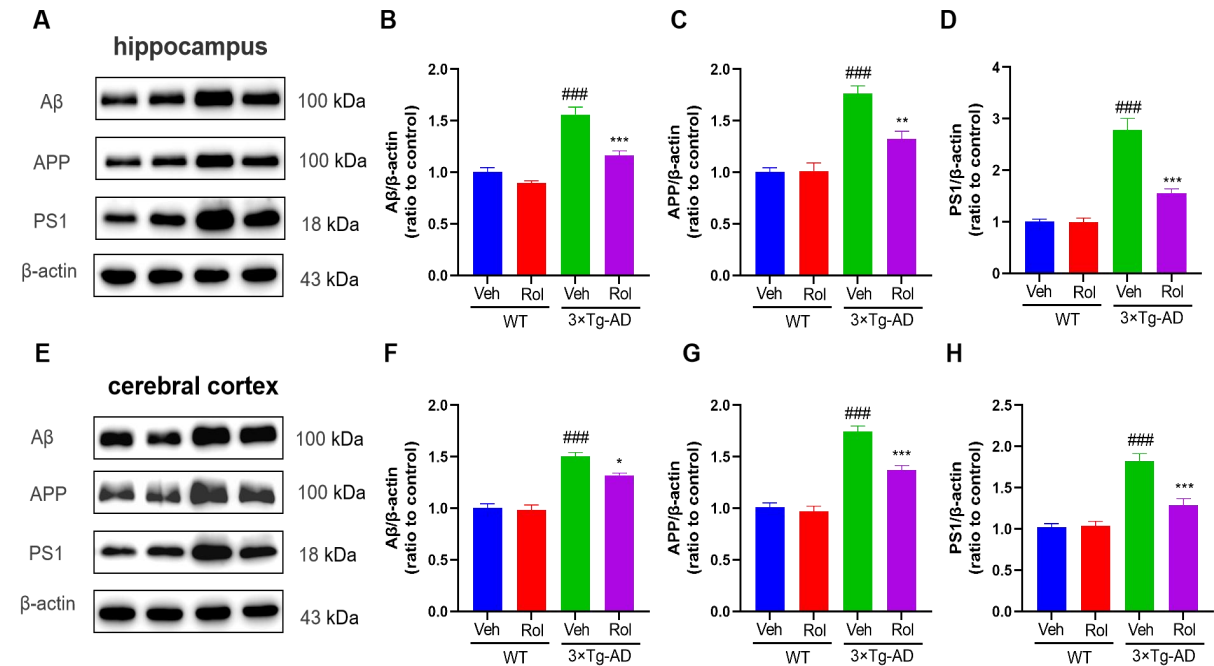 A
hippocampus
Aβ 100 kDa
APP 100 kDa
PS1 18 kDa
β-actin 43 kDa
B
Aβ/β-actin
(ratio to control)
2.0
1.5
1.0
0.5
0.0
###
***
Veh Rol Veh Rol
WT 3×Tg-AD
C
APP/β-actin
(ratio to control)
2.0
1.5
1.0
0.5
0.0
###
**
Veh Rol Veh Rol
WT 3×Tg-AD
D
PS1/β-actin
(ratio to control)
4
3
2
1
0
###
***
Veh Rol Veh Rol
WT 3×Tg-AD
E
cerebral cortex
Aβ 100 kDa
APP 100 kDa
PS1 18 kDa
β-actin 43 kDa
F
Aβ/β-actin
(ratio to control)
2.0
1.5
1.0
0.5
0.0
###
*
Veh Rol Veh Rol
WT 3×Tg-AD
G
APP/β-actin
(ratio to control)
2.0
1.5
1.0
0.5
0.0
###
***
Veh Rol Veh Rol
WT 3×Tg-AD
H
PS1/β-actin
(ratio to control)
2.5
2.0
1.5
1.0
0.5
0.0
###
***
Veh Rol Veh Rol
WT 3×Tg-AD